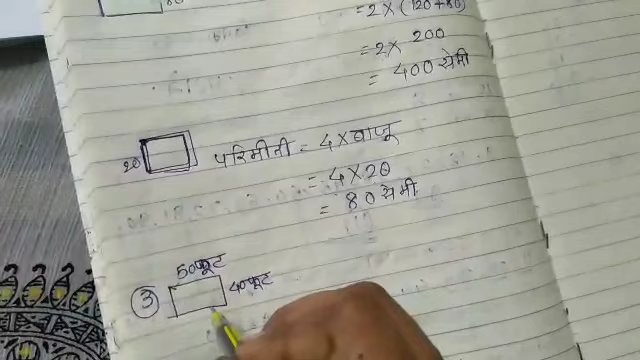 = 2 × (120 + 80)
= 2 × 200
= 400 सेमी
20 परिमीती = 4 × बाजू
= 4 × 20
= 80 सेमी
50 फूट
3 40 फूट